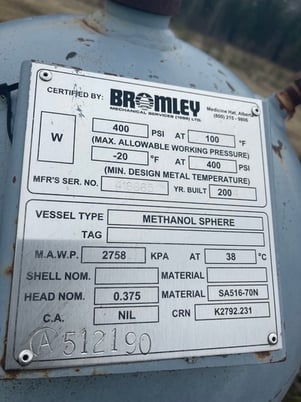 CERTIFIED BY: BROMLEY
MECHANICAL SERVICES (1989) LTD.
Medicine Hat, Alberta
W
400 PSI AT 100 °F
(MAX. ALLOWABLE WORKING PRESSURE)
-20 °F AT 400 PSI
(MIN. DESIGN METAL TEMPERATURE)
MFR'S SER. NO. YR. BUILT 200
VESSEL TYPE METHANOL SPHERE
TAG
M.A.W.P. 2758 KPA AT 38 °C
SHELL NOM. MATERIAL
HEAD NOM. 0.375 MATERIAL SA516-70N
C.A. NIL CRN K2792.231
A 512190